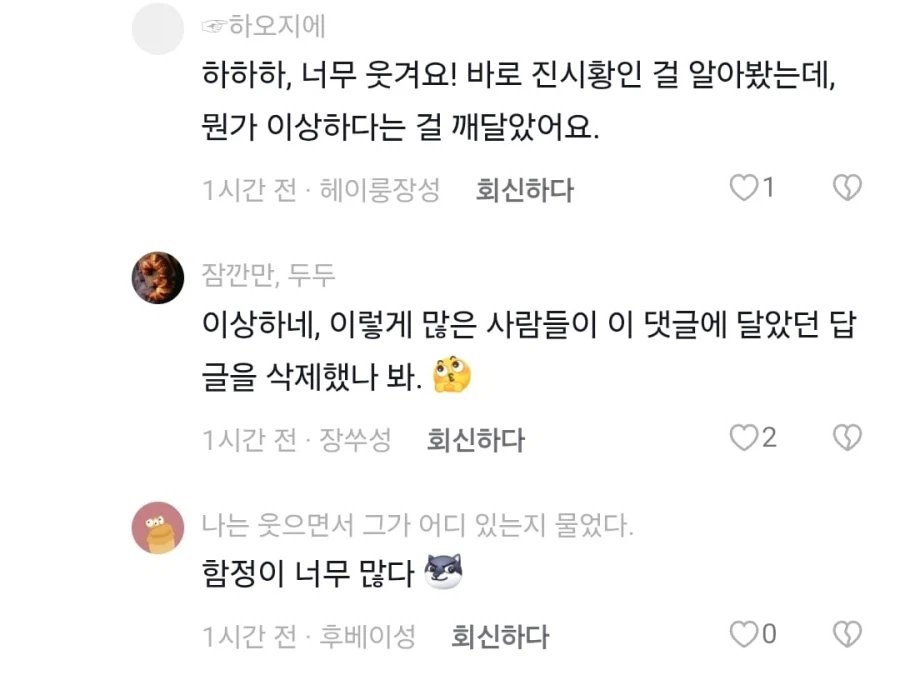 ☞하오지에
하하하, 너무 웃겨요! 바로 진시황인 걸 알아봤는데,
뭔가 이상하다는 걸 깨달았어요.
1시간 전 · 헤이룽장성 회신하다 1
잠깐만, 두두
이상하네, 이렇게 많은 사람들이 이 댓글에 달았던 답
글을 삭제했나 봐. 🤔
1시간 전 · 장쑤성 회신하다 2
나는 웃으면서 그가 어디 있는지 물었다.
함정이 너무 많다
1시간 전 · 후베이성 회신하다 0